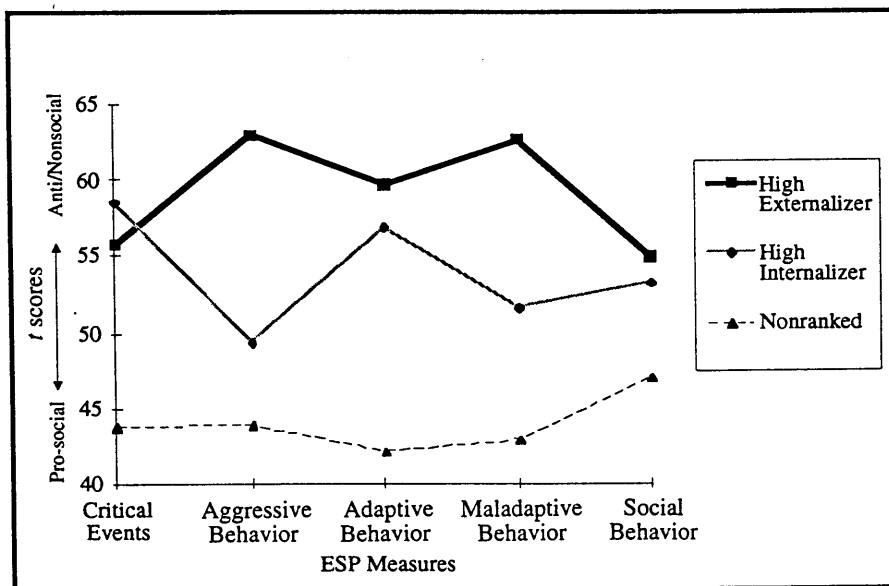 Anti/Nonsocial
t scores
Pro-social
65
60
55
50
45
40
Critical
Events
Aggressive
Behavior
Adaptive
Behavior
Maladaptive
Behavior
Social
Behavior
ESP Measures
High
Externalizer
High
Internalizer
Nonranked